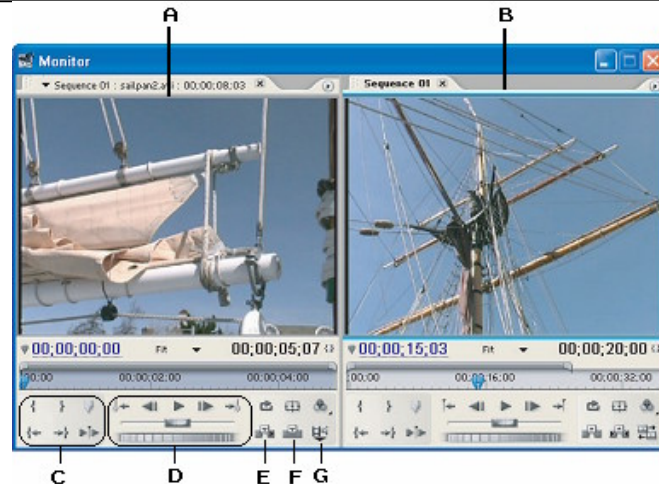 A
B
Monitor
Sequence 01 : sailpan2.avi : 00:00:08:03
Sequence 01
00;00;00;00
Fit
00;00;05;07
00;00;15;03
Fit
00;00;20;00
00:00
00:00:02:00
00:00:04:00
:00:00
00:00:16:00
00:00:32:00
C
D
E
F
G